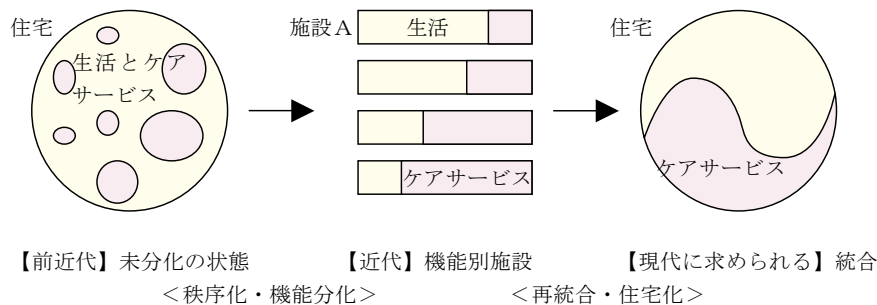 住宅
生活とケア
サービス
施設A
生活
ケアサービス
住宅
ケアサービス
【前近代】未分化の状態
【近代】機能別施設
【現代に求められる】統合
＜秩序化・機能分化＞
＜再統合・住宅化＞